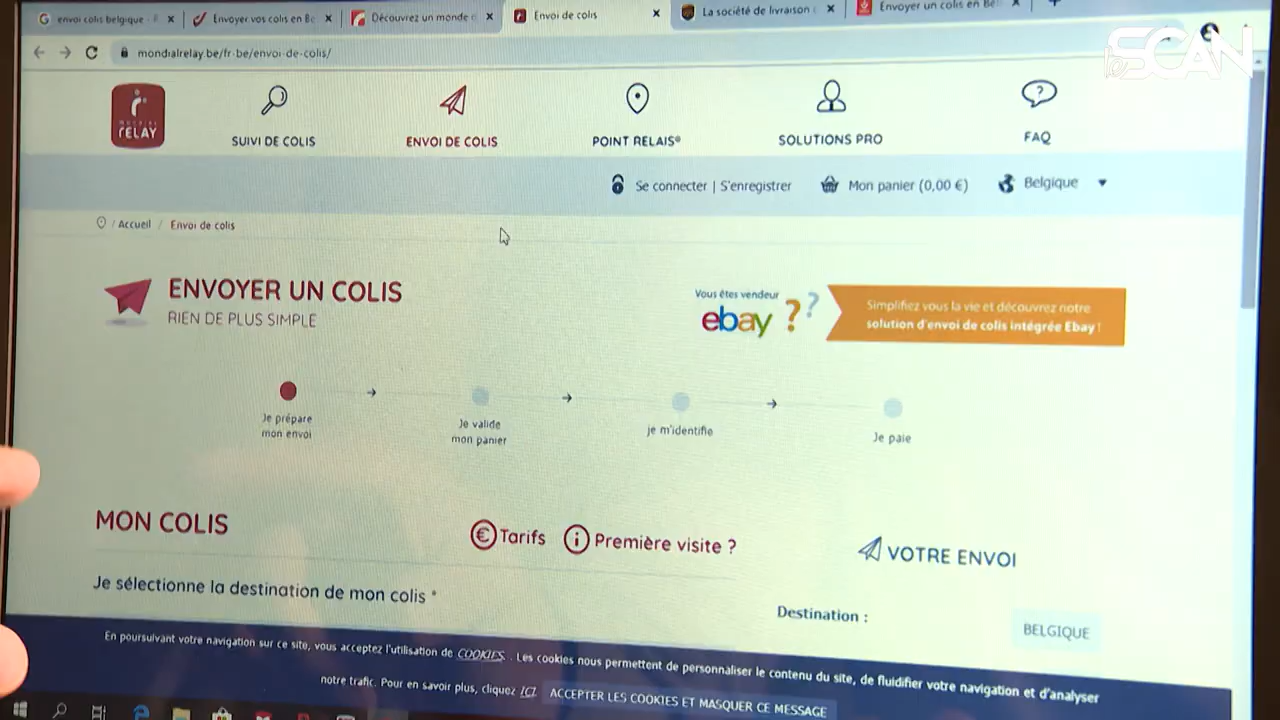 envoi colis belgique -
Envoyer vos colis en Be
Découvrez un monde
Envoi de colis
La société de livraison
Envoyer un colis en Be
mondialrelay.be/fr-be/envoi-de-colis/
le SCAN
RELAY
SUIVI DE COLIS
ENVOI DE COLIS
POINT RELAIS®
SOLUTIONS PRO
FAQ
Se connecter | S'enregistrer
Mon panier (0,00 €)
Belgique
/ Accueil / Envoi de colis
ENVOYER UN COLIS
RIEN DE PLUS SIMPLE
Vous êtes vendeur
ebay ??
Simplifiez vous la vie et découvrez notre
solution d'envoi de colis intégrée Ebay !
Je prépare
mon envoi
Je valide
mon panier
je m'identifie
Je paie
MON COLIS
Tarifs
Première visite ?
VOTRE ENVOI
Je sélectionne la destination de mon colis *
Destination :
BELGIQUE
En poursuivant votre navigation sur ce site, vous acceptez l'utilisation de COOKIES. Les cookies nous permettent de personnaliser le contenu du site, de fluidifier votre navigation et d'analyser
notre trafic. Pour en savoir plus, cliquez ICI
ACCEPTER LES COOKIES ET MASQUER CE MESSAGE